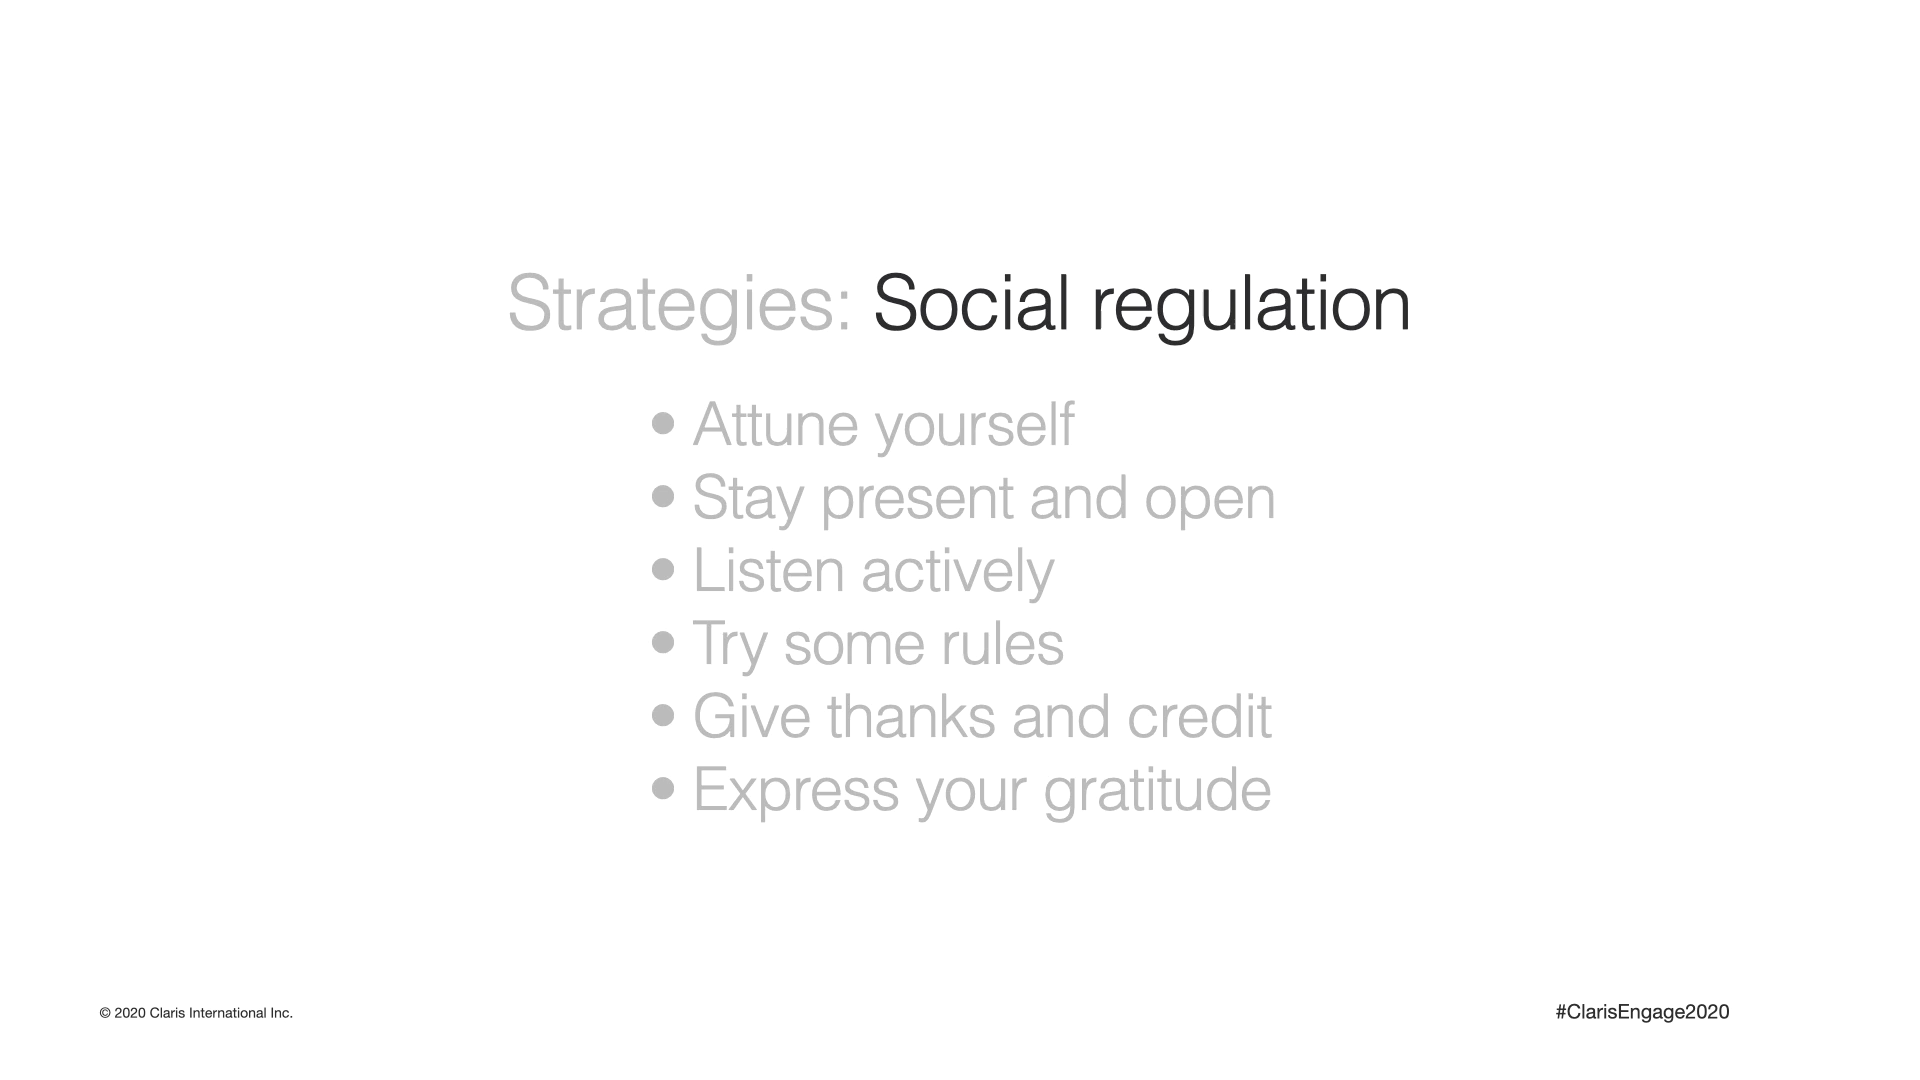 Strategies: Social regulation
• Attune yourself
• Stay present and open
• Listen actively
• Try some rules
• Give thanks and credit
• Express your gratitude
© 2020 Claris International Inc.
#ClarisEngage2020